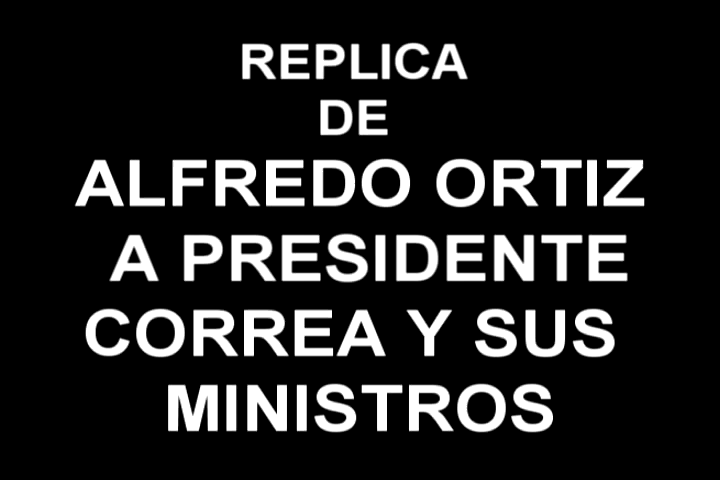 REPLICA
DE
ALFREDO ORTIZ
A PRESIDENTE
CORREA Y SUS
MINISTROS